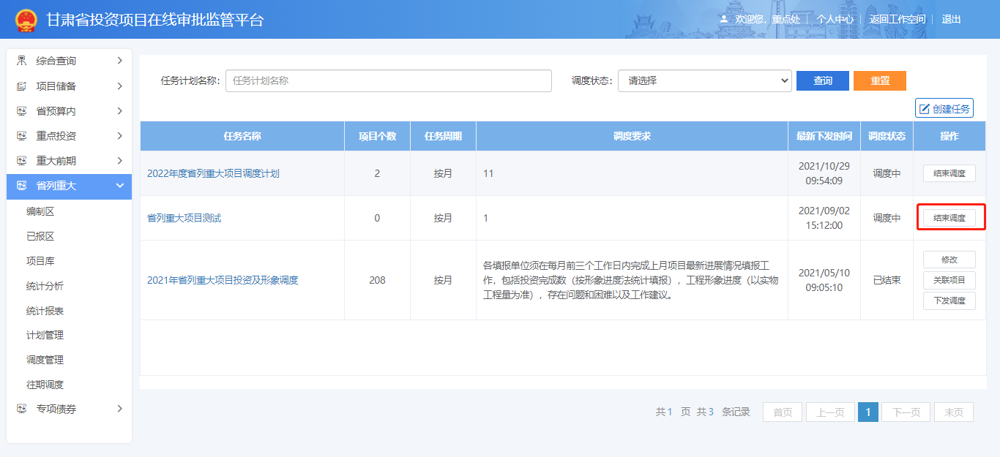 甘肃省投资项目在线审批监管平台
欢迎您, 重点处 个人中心 返回工作空间 退出
综合查询
项目储备
省预算内
重点投资
重大前期
省列重大
编制区
已报区
项目库
统计分析
统计报表
计划管理
调度管理
往期调度
专项债券
任务计划名称: 任务计划名称 调度状态: 请选择 查询 重置
创建任务
任务名称 项目个数 任务周期 调度要求 最新下发时间 调度状态 操作
2022年度省列重大项目调度计划 2 按月 11 2021/10/29 09:54:09 调度中 结束调度
省列重大项目测试 0 按月 1 2021/09/02 15:12:00 调度中 结束调度
2021年省列重大项目投资及形象调度 208 按月
各填报单位须在每月前三个工作日内完成上月项目最新进展情况填报工
作，包括投资完成数（按形象进度法统计填报），工程形象进度（以实物
工程量为准），存在问题和困难以及工作建议。
2021/05/10
09:05:10
已结束
修改
关联项目
下发调度
共 1 页 共 3 条记录 首页 上一页 1 下一页 末页